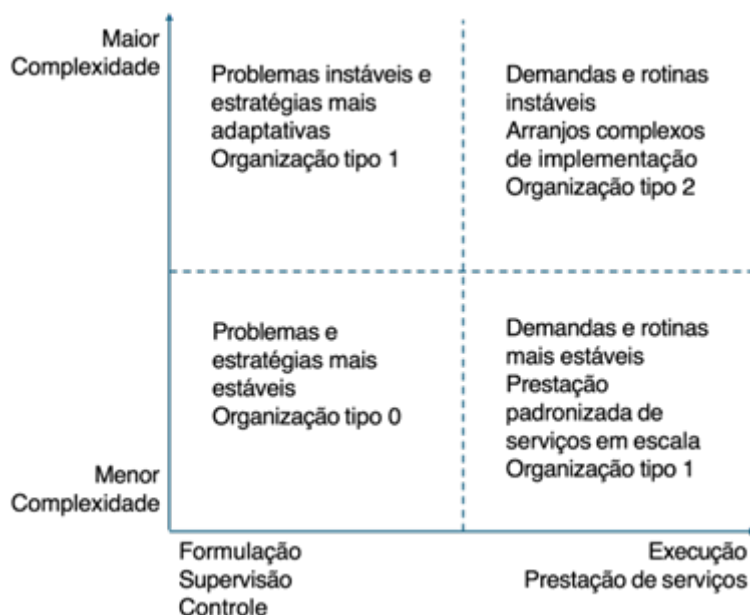 Maior
Complexidade
Problemas instáveis e
estratégias mais
adaptativas
Organização tipo 1
Demandas e rotinas
instáveis
Arranjos complexos
de implementação
Organização tipo 2
Problemas e
estratégias mais
estáveis
Organização tipo 0
Demandas e rotinas
mais estáveis
Prestação
padronizada de
serviços em escala
Organização tipo 1
Menor
Complexidade
Formulação
Supervisão
Controle
Execução
Prestação de serviços